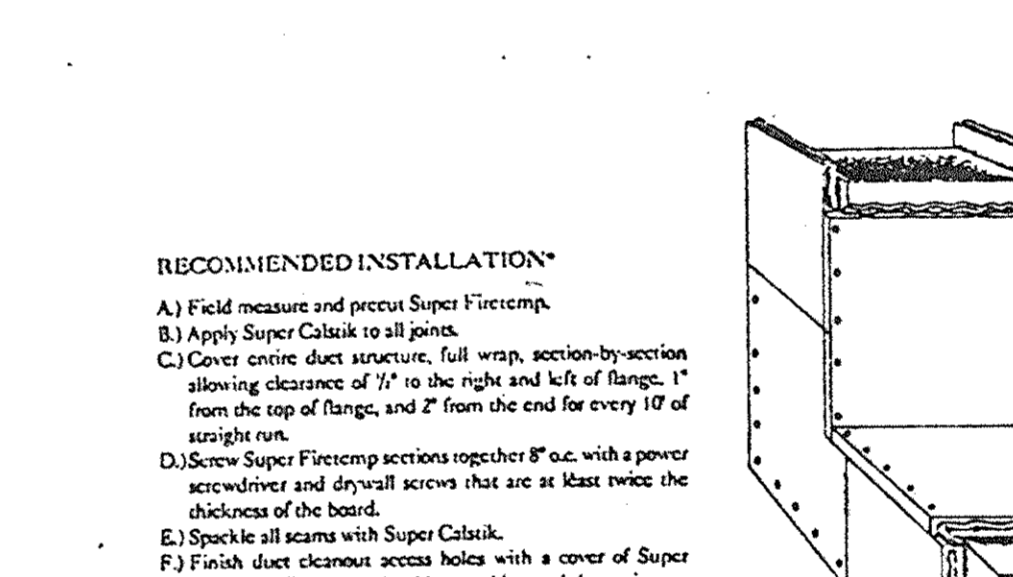 RECOMMENDED INSTALLATION*
A.) Field measure and precut Super Firetemp.
B.) Apply Super Calstik to all joints.
C.) Cover entire duct structure, full wrap, section-by-section
allowing clearance of ½" to the right and left of flange, 1"
from the top of flange, and 2" from the end for every 10' of
straight run.
D.) Screw Super Firetemp sections together 8" o.c. with a power
screwdriver and drywall screws that are at least twice the
thickness of the board.
E.) Spackle all seams with Super Calstik.
F.) Finish duct cleanout access holes with a cover of Super